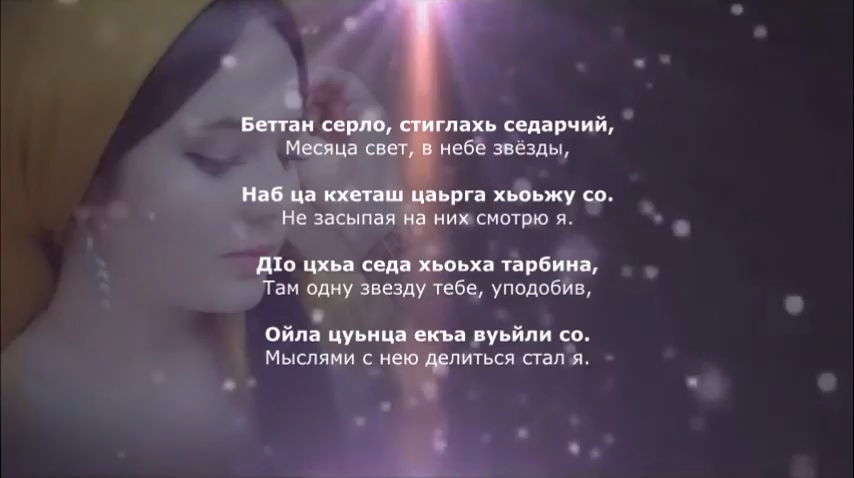 Беттан серло, стиглахь седарчий,
Месяца свет, в небе звёзды,
Наб ца кхеташ цаьрга хьоьжу со.
Не засыпая на них смотрю я.
ДIо цхьа седа хьоьха тарбина,
Там одну звезду тебе, уподобив,
Ойла цуьнца екъа вуьйли со.
Мыслями с нею делиться стал я.